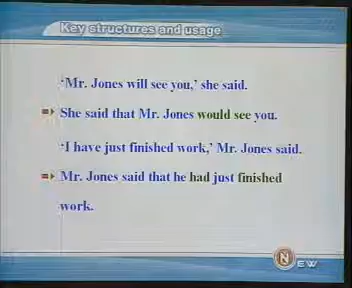 Key structures and usage
‘Mr. Jones will see you,’ she said.
She said that Mr. Jones would see you.
‘I have just finished work,’ Mr. Jones said.
Mr. Jones said that he had just finished
work.
NEW